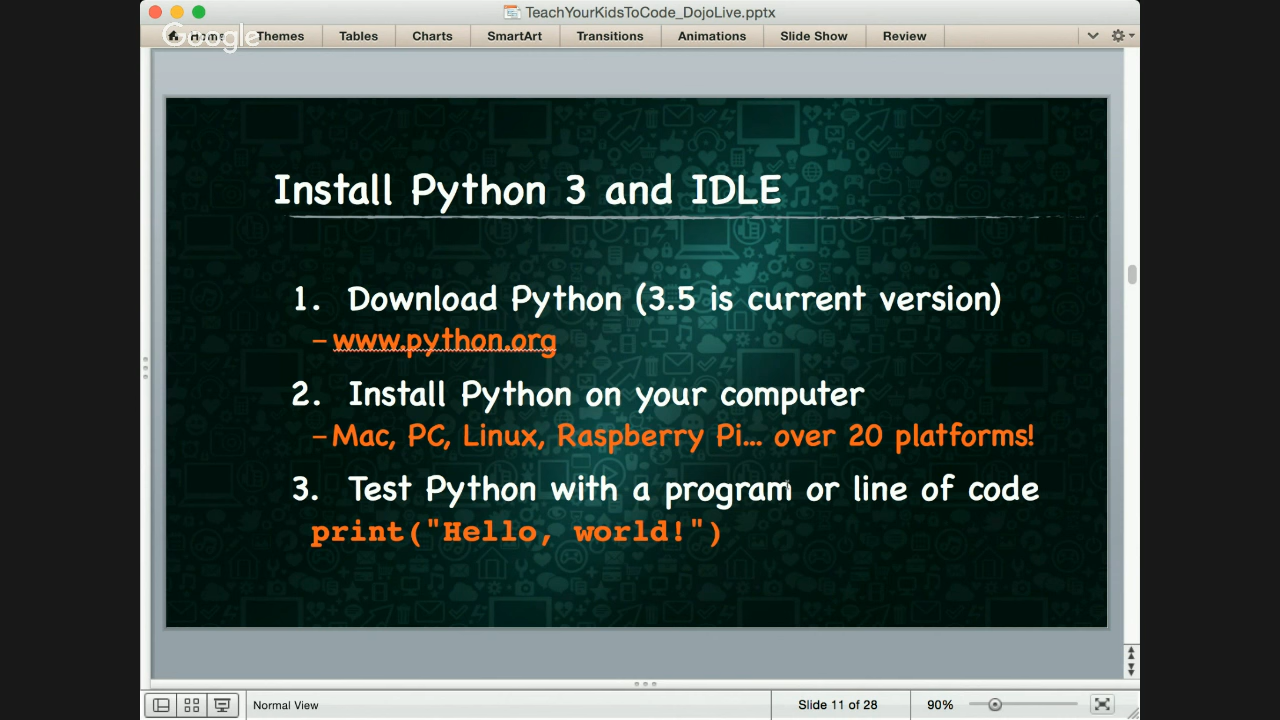 TeachYourKidsToCode_DojoLive.pptx
Google
Home Themes Tables Charts SmartArt Transitions Animations Slide Show Review
Install Python 3 and IDLE
1. Download Python (3.5 is current version)
– www.python.org
2. Install Python on your computer
– Mac, PC, Linux, Raspberry Pi... over 20 platforms!
3. Test Python with a program or line of code
print("Hello, world!")
Normal View Slide 11 of 28 90%